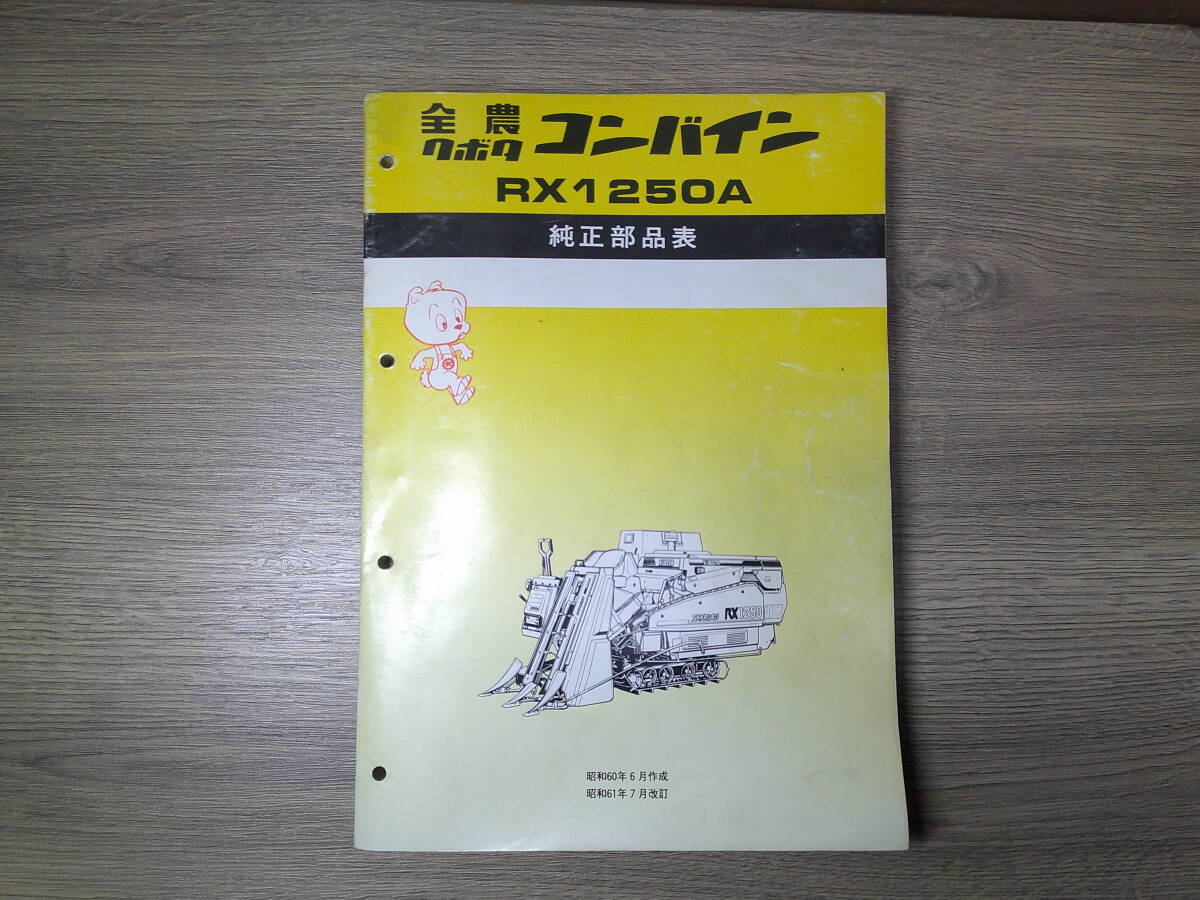 全農
クボタ コンバイン
RX1250A
純正部品表
RX1250
昭和60年6月作成
昭和61年7月改訂